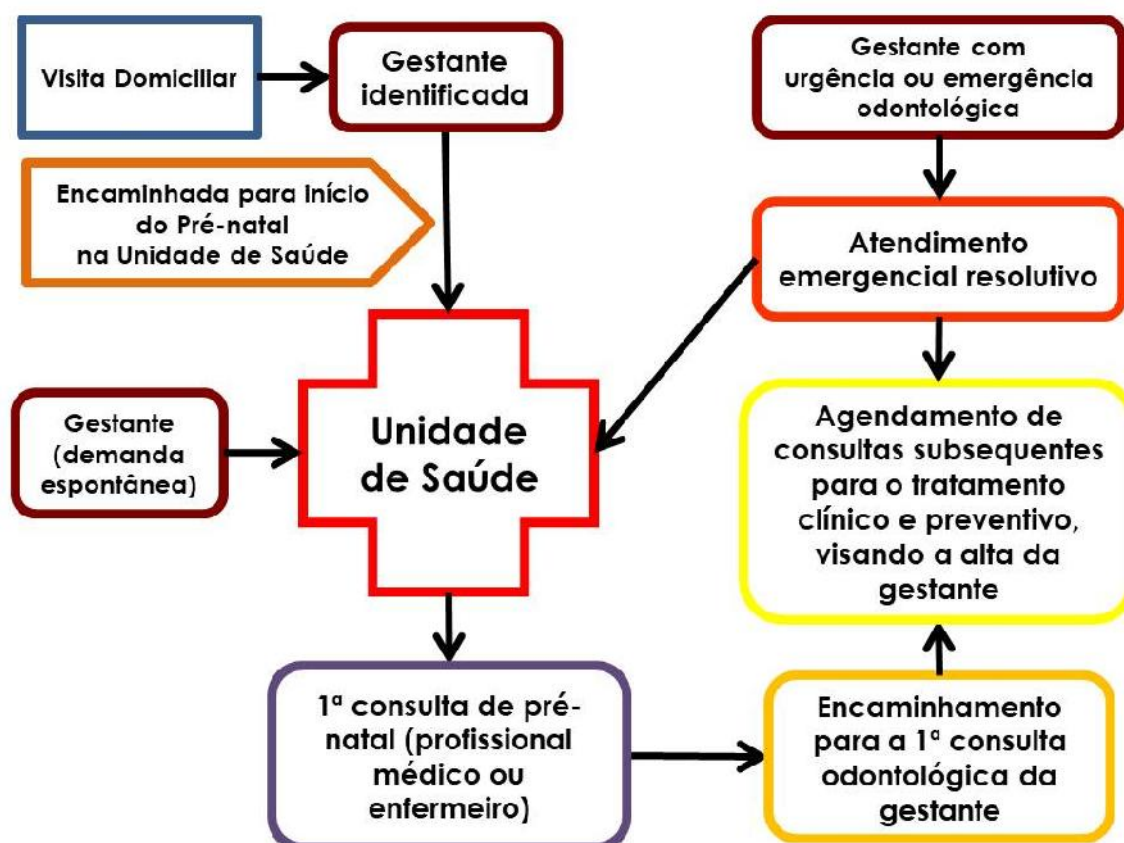 Visita Domiciliar
Gestante
identificada
Gestante com
urgência ou emergência
odontológica
Encaminhada para início
do Pré-natal
na Unidade de Saúde
Atendimento
emergencial resolutivo
Gestante
(demanda
espontânea)
Unidade
de Saúde
Agendamento de
consultas subsequentes
para o tratamento
clínico e preventivo,
visando a alta da
gestante
1ª consulta de pré-
natal (profissional
médico ou
enfermeiro)
Encaminhamento
para a 1ª consulta
odontológica da
gestante